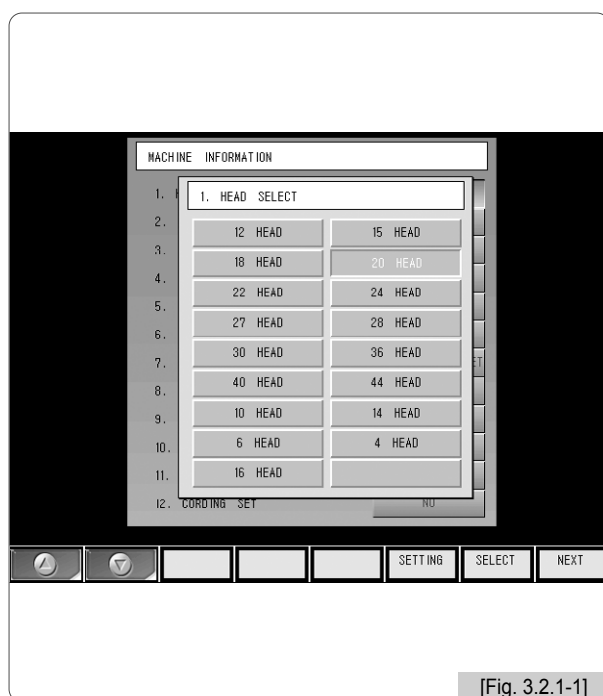 MACHINE INFORMATION
1. HEAD SELECT
1.
2.
3.
4.
5.
6.
7.
8.
9.
10.
11.
12 HEAD 15 HEAD
18 HEAD 20 HEAD
22 HEAD 24 HEAD
27 HEAD 28 HEAD
30 HEAD 36 HEAD
40 HEAD 44 HEAD
10 HEAD 14 HEAD
6 HEAD 4 HEAD
16 HEAD
12. CORDING SET NO
SETTING SELECT NEXT
[Fig. 3.2.1-1]